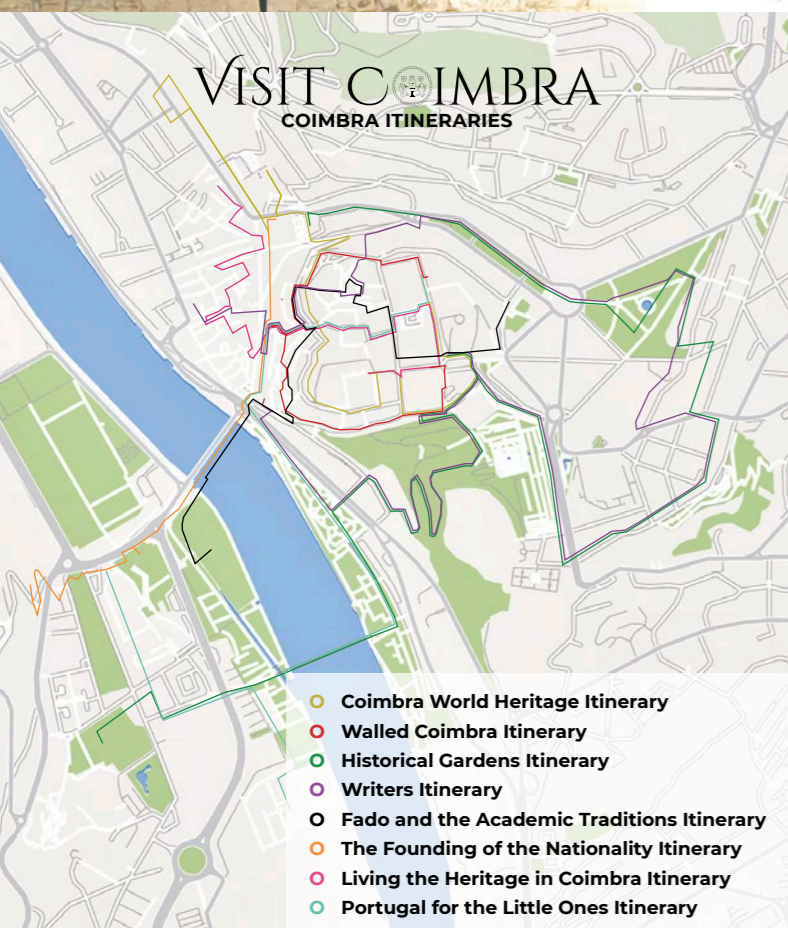 VISIT COIMBRA
COIMBRA ITINERARIES
Coimbra World Heritage Itinerary
Walled Coimbra Itinerary
Historical Gardens Itinerary
Writers Itinerary
Fado and the Academic Traditions Itinerary
The Founding of the Nationality Itinerary
Living the Heritage in Coimbra Itinerary
Portugal for the Little Ones Itinerary